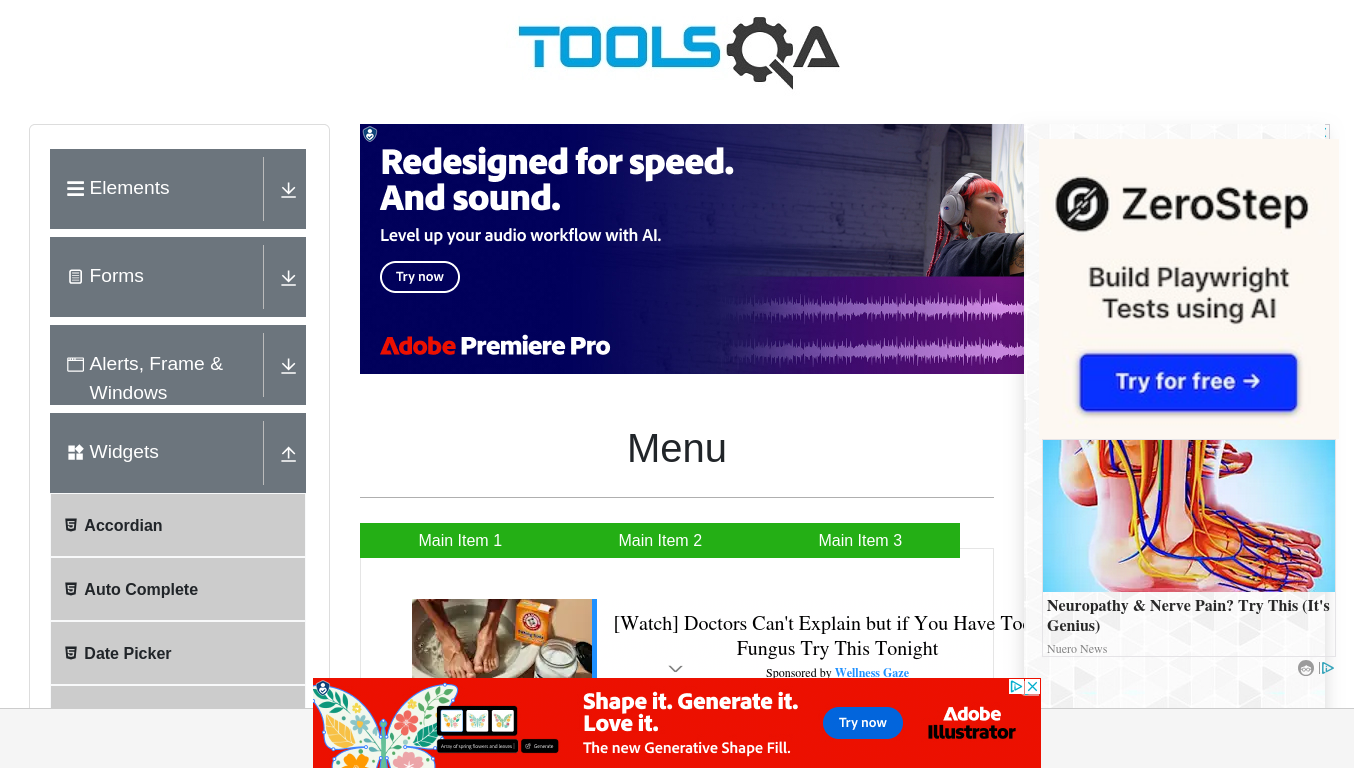 TOOLSQA
Elements
Forms
Alerts, Frame &
Windows
Widgets
Accordian
Auto Complete
Date Picker
Redesigned for speed.
And sound.
Level up your audio workflow with AI.
Try now
Adobe Premiere Pro
Menu
Main Item 1
Main Item 2
Main Item 3
[Watch] Doctors Can't Explain but if You Have Toe
Fungus Try This Tonight
Sponsored by Wellness Gaze
ZeroStep
Build Playwright
Tests using AI
Try for free →
Neuropathy & Nerve Pain? Try This (It's
Genius)
Nuero News
Array of spring flowers and leaves
Generate
Shape it. Generate it.
Love it.
The new Generative Shape Fill.
Try now
Adobe
Illustrator